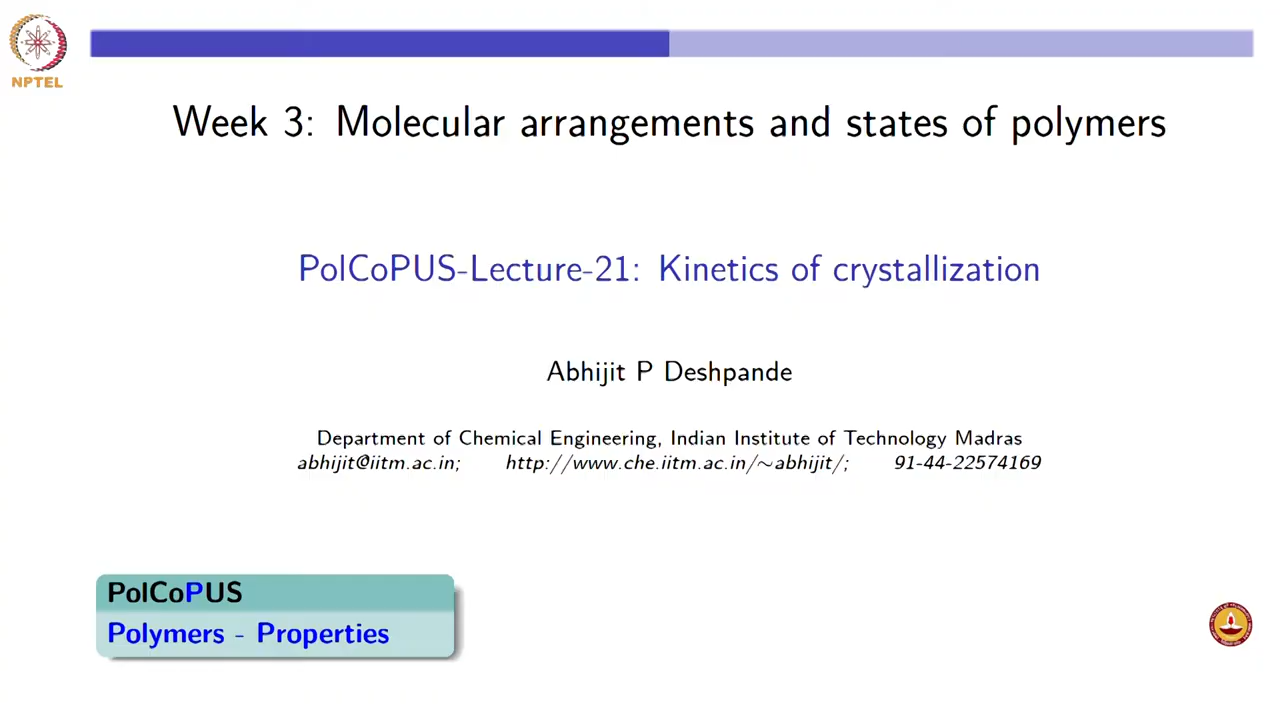 NPTEL
Week 3: Molecular arrangements and states of polymers
PolCoPUS-Lecture-21: Kinetics of crystallization
Abhijit P Deshpande
Department of Chemical Engineering, Indian Institute of Technology Madras
abhijit@iitm.ac.in; http://www.che.iitm.ac.in/∼abhijit/; 91-44-22574169
PolCoPUS
Polymers - Properties